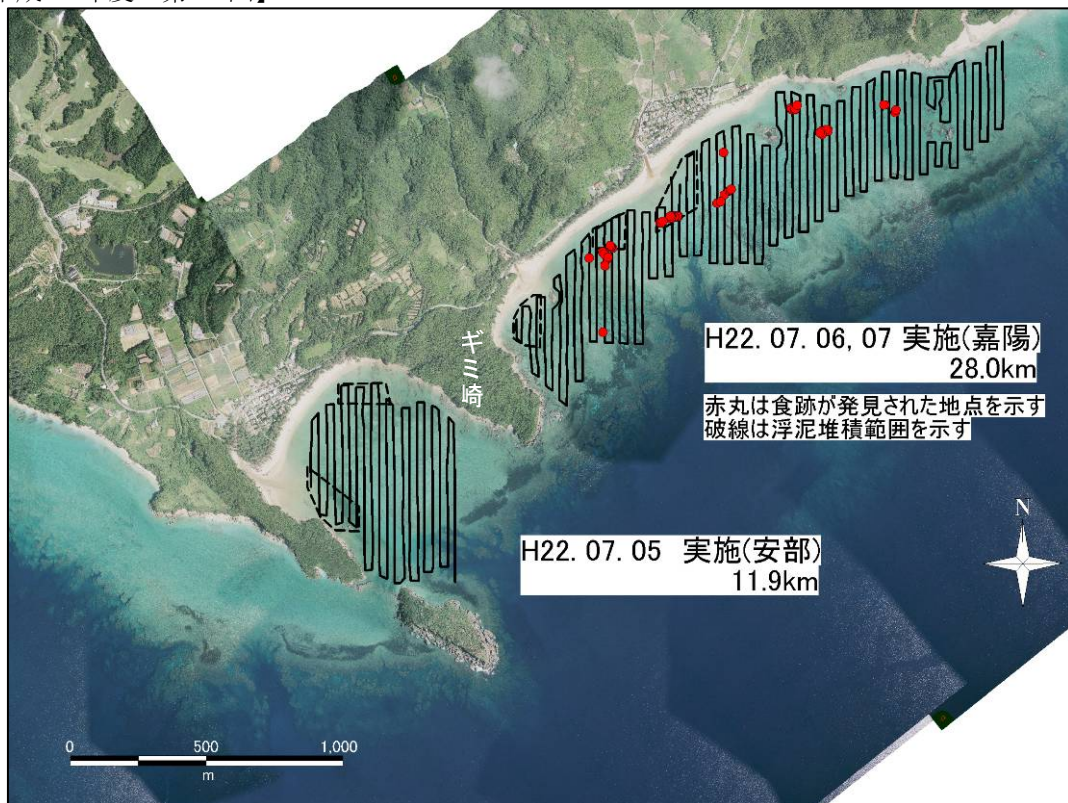 ギミ崎
H22.07.06,07 実施(嘉陽)
28.0km
赤丸は食跡が発見された地点を示す
破線は浮泥堆積範囲を示す
N
H22.07.05 実施(安部)
11.9km
0 500 1,000
m